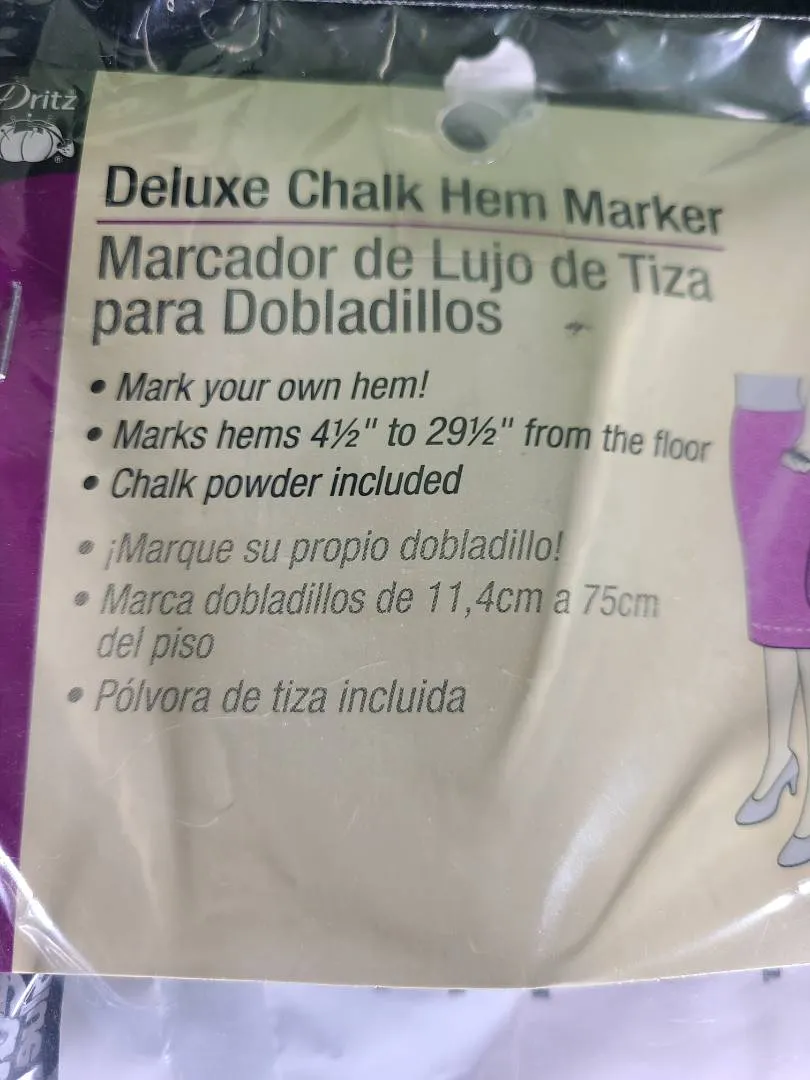 Dritz
®
Deluxe Chalk Hem Marker
Marcador de Lujo de Tiza
para Dobladillos
• Mark your own hem!
• Marks hems 4½" to 29½" from the floor
• Chalk powder included
• ¡Marque su propio dobladillo!
• Marca dobladillos de 11,4cm a 75cm
del piso
• Pólvora de tiza incluida